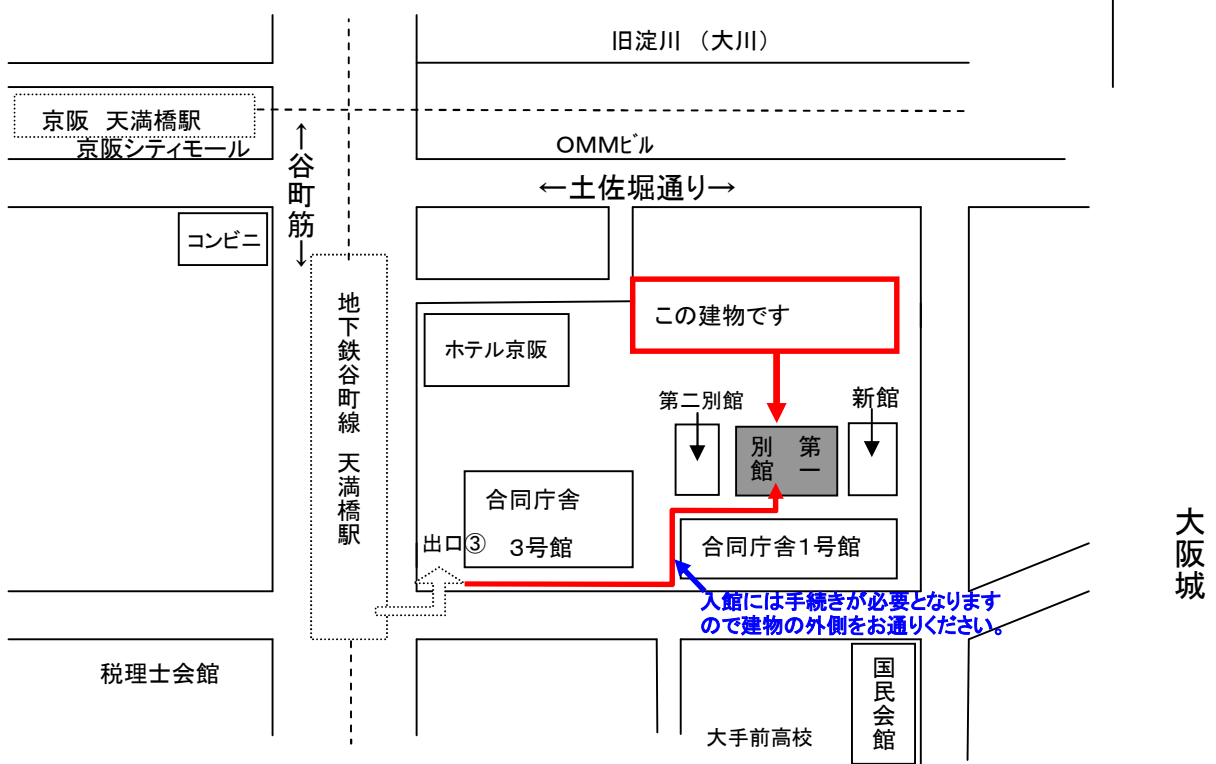 旧淀川 (大川)
京阪 天満橋駅
京阪シティモール
OMMビル
←谷町筋→
←土佐堀通り→
コンビニ
地下鉄谷町線 天満橋駅
この建物です
ホテル京阪
第二別館
新館
第一
別館
合同庁舎
3号館
出口③
合同庁舎1号館
入館には手続きが必要となります
ので建物の外側をお通りください。
大阪城
税理士会館
国民会館
大手前高校